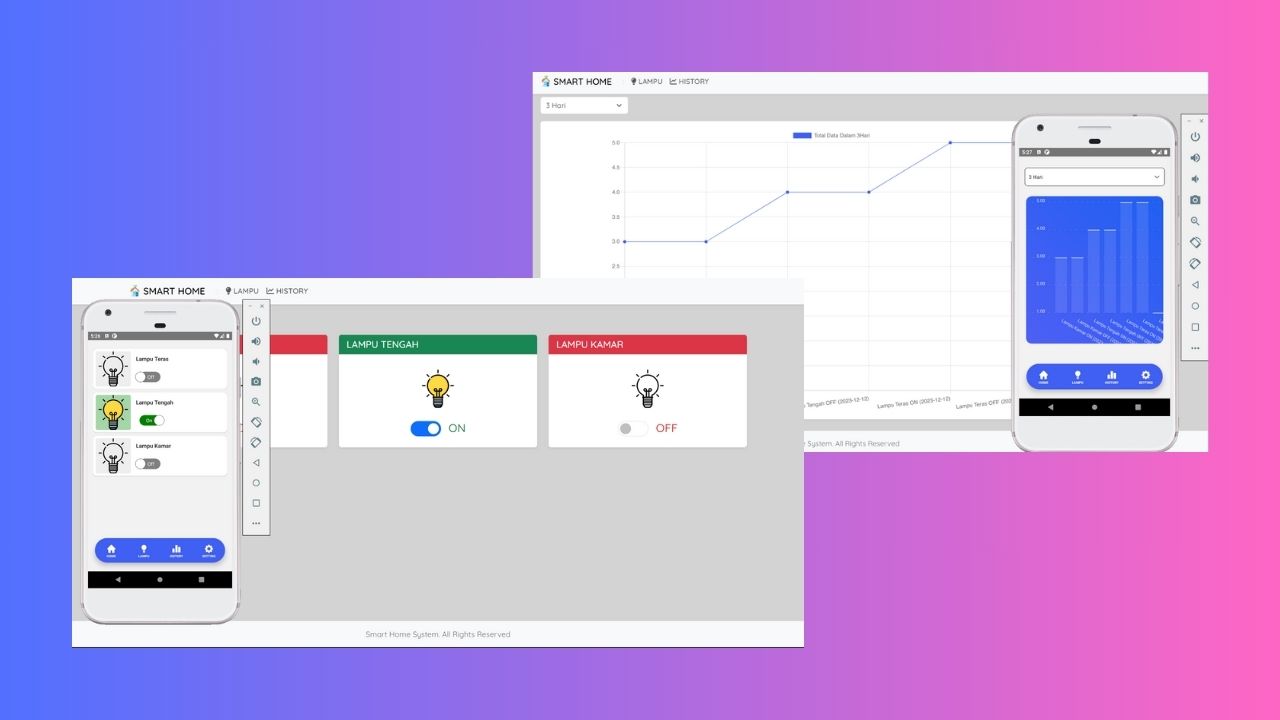 SMART HOME LAMPU HISTORY
3 Hari
Total Data Dalam 3Hari
5.0
4.5
4.0
3.5
3.0
2.5
Tengah OFF (2023-12-12)
Lampu Teras ON (2023-12-12)
Lampu Teras OFF (202
System. All Rights Reserved
5:27
3 Hari
5.00
4.00
3.00
2.00
1.00
HOME
LAMPU
HISTORY
SETTING
SMART HOME LAMPU HISTORY
5:26
Lampu Teras
Off
Lampu Tengah
On
Lampu Kamar
Off
HOME
LAMPU
HISTORY
SETTING
LAMPU TENGAH
ON
LAMPU KAMAR
OFF
Smart Home System. All Rights Reserved